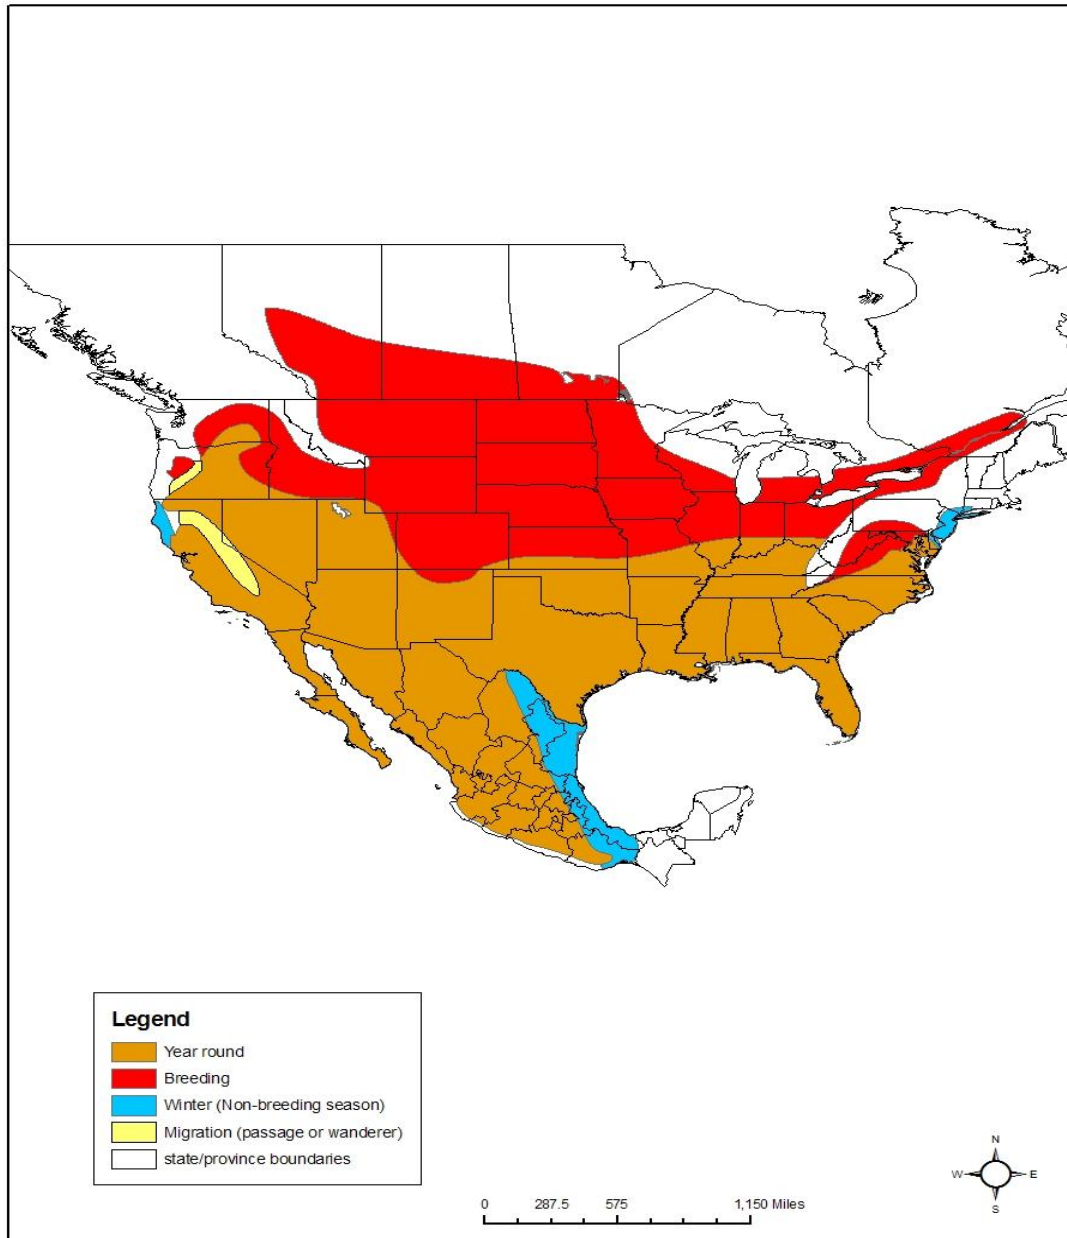 Legend
Year round
Breeding
Winter (Non-breeding season)
Migration (passage or wanderer)
state/province boundaries
N
W E
S
0 287.5 575 1,150 Miles